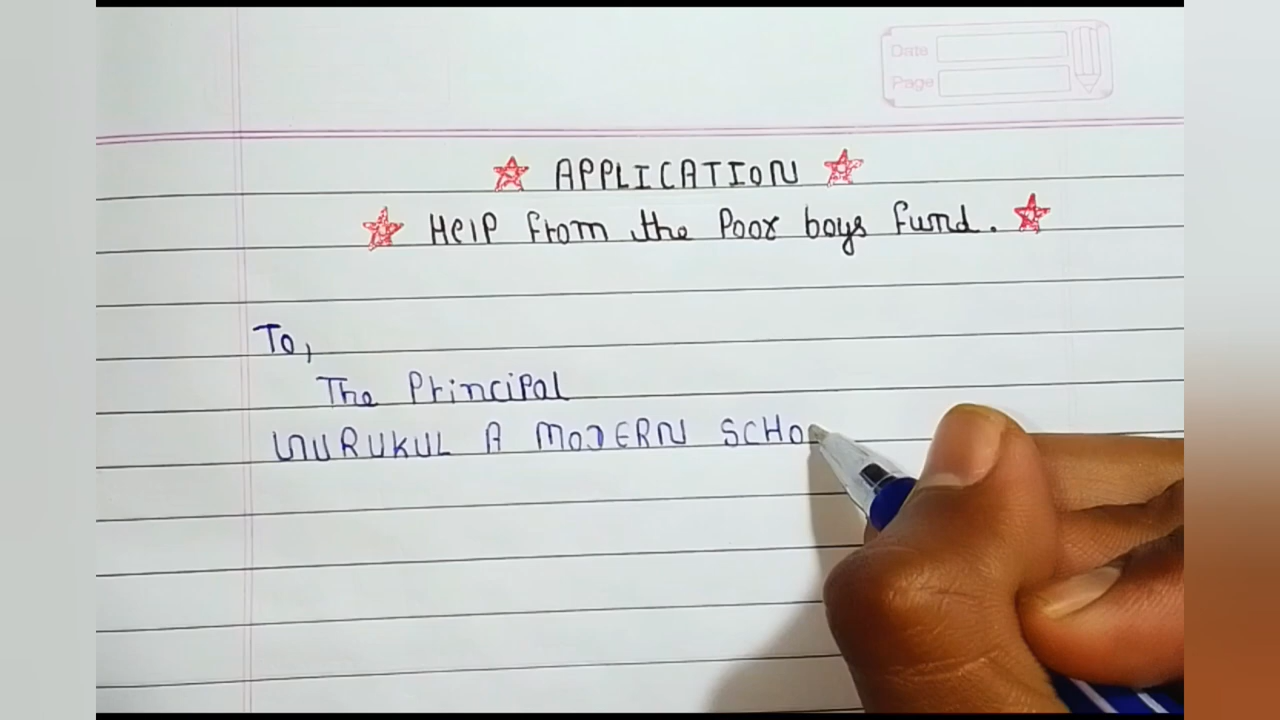 Date
Page
APPLICATION
Help from the Poor boys fund.
To,
The Principal
GURUKUL A MODERN SCHO